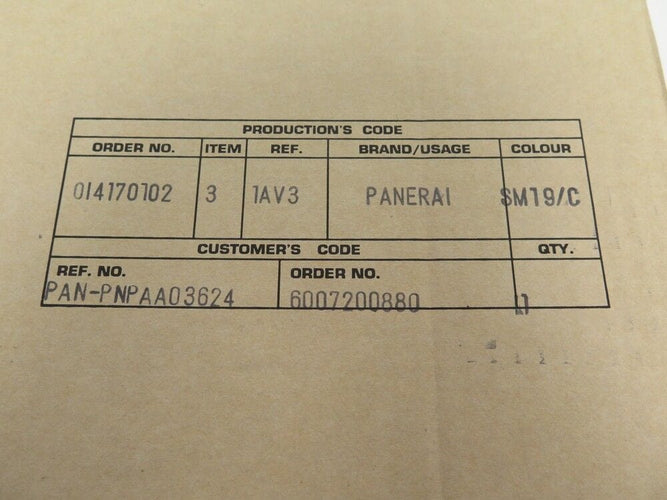 PRODUCTION'S CODE
ORDER NO. ITEM REF. BRAND/USAGE COLOUR
014170102 3 1AV3 PANERAI SM19/C
CUSTOMER'S CODE QTY.
REF. NO. ORDER NO.
PAN-PNPAA03624 6007200880